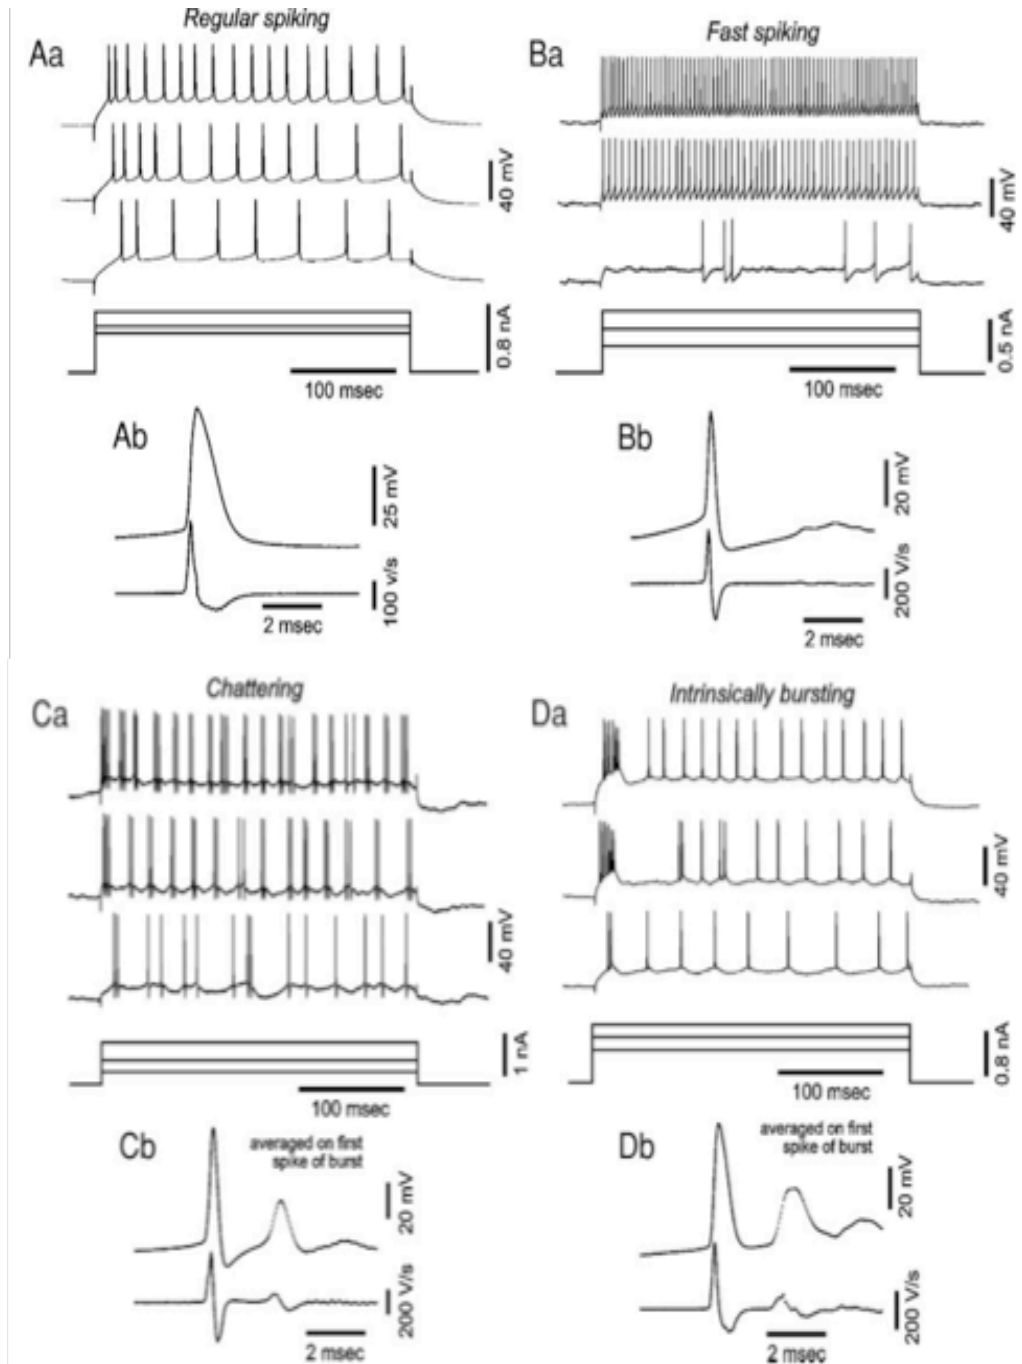 Regular spiking
Aa
40 mV
0.8 nA
100 msec
Ab
25 mV
100 v/s
2 msec
Fast spiking
Ba
40 mV
0.5 nA
100 msec
Bb
20 mV
200 V/s
2 msec
Chattering
Ca
40 mV
1 nA
100 msec
Cb
averaged on first
spike of burst
20 mV
200 V/s
2 msec
Intrinsically bursting
Da
40 mV
0.8 nA
100 msec
Db
averaged on first
spike of burst
20 mV
200 V/s
2 msec